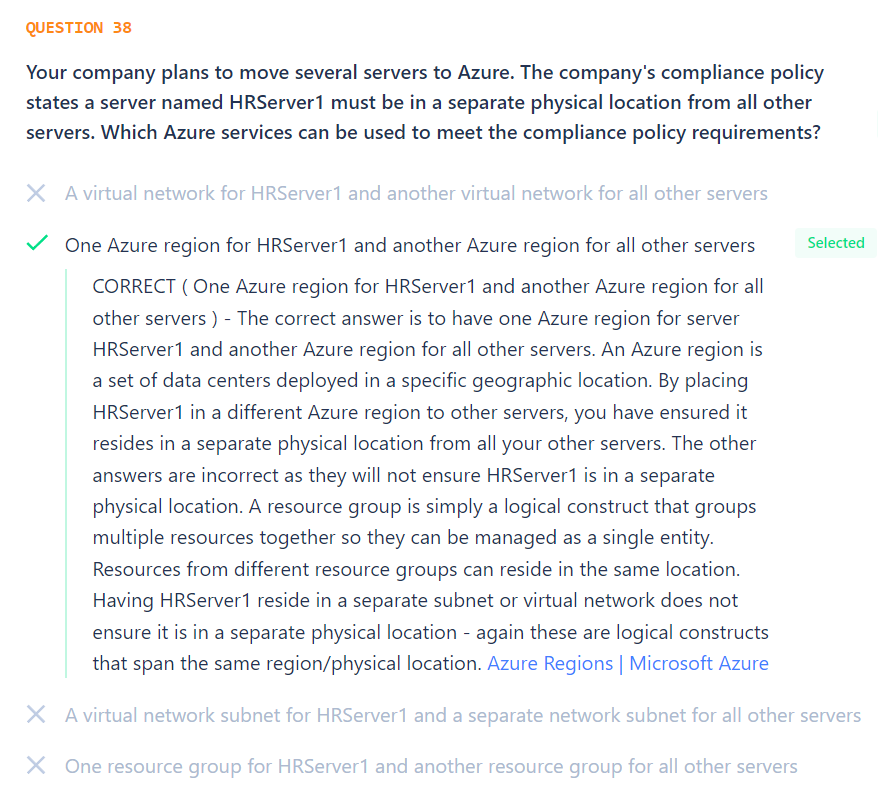 QUESTION 38
Your company plans to move several servers to Azure. The company's compliance policy
states a server named HRServer1 must be in a separate physical location from all other
servers. Which Azure services can be used to meet the compliance policy requirements?
A virtual network for HRServer1 and another virtual network for all other servers
One Azure region for HRServer1 and another Azure region for all other servers
Selected
CORRECT ( One Azure region for HRServer1 and another Azure region for all
other servers ) - The correct answer is to have one Azure region for server
HRServer1 and another Azure region for all other servers. An Azure region is
a set of data centers deployed in a specific geographic location. By placing
HRServer1 in a different Azure region to other servers, you have ensured it
resides in a separate physical location from all your other servers. The other
answers are incorrect as they will not ensure HRServer1 is in a separate
physical location. A resource group is simply a logical construct that groups
multiple resources together so they can be managed as a single entity.
Resources from different resource groups can reside in the same location.
Having HRServer1 reside in a separate subnet or virtual network does not
ensure it is in a separate physical location - again these are logical constructs
that span the same region/physical location. Azure Regions | Microsoft Azure
A virtual network subnet for HRServer1 and a separate network subnet for all other servers
One resource group for HRServer1 and another resource group for all other servers